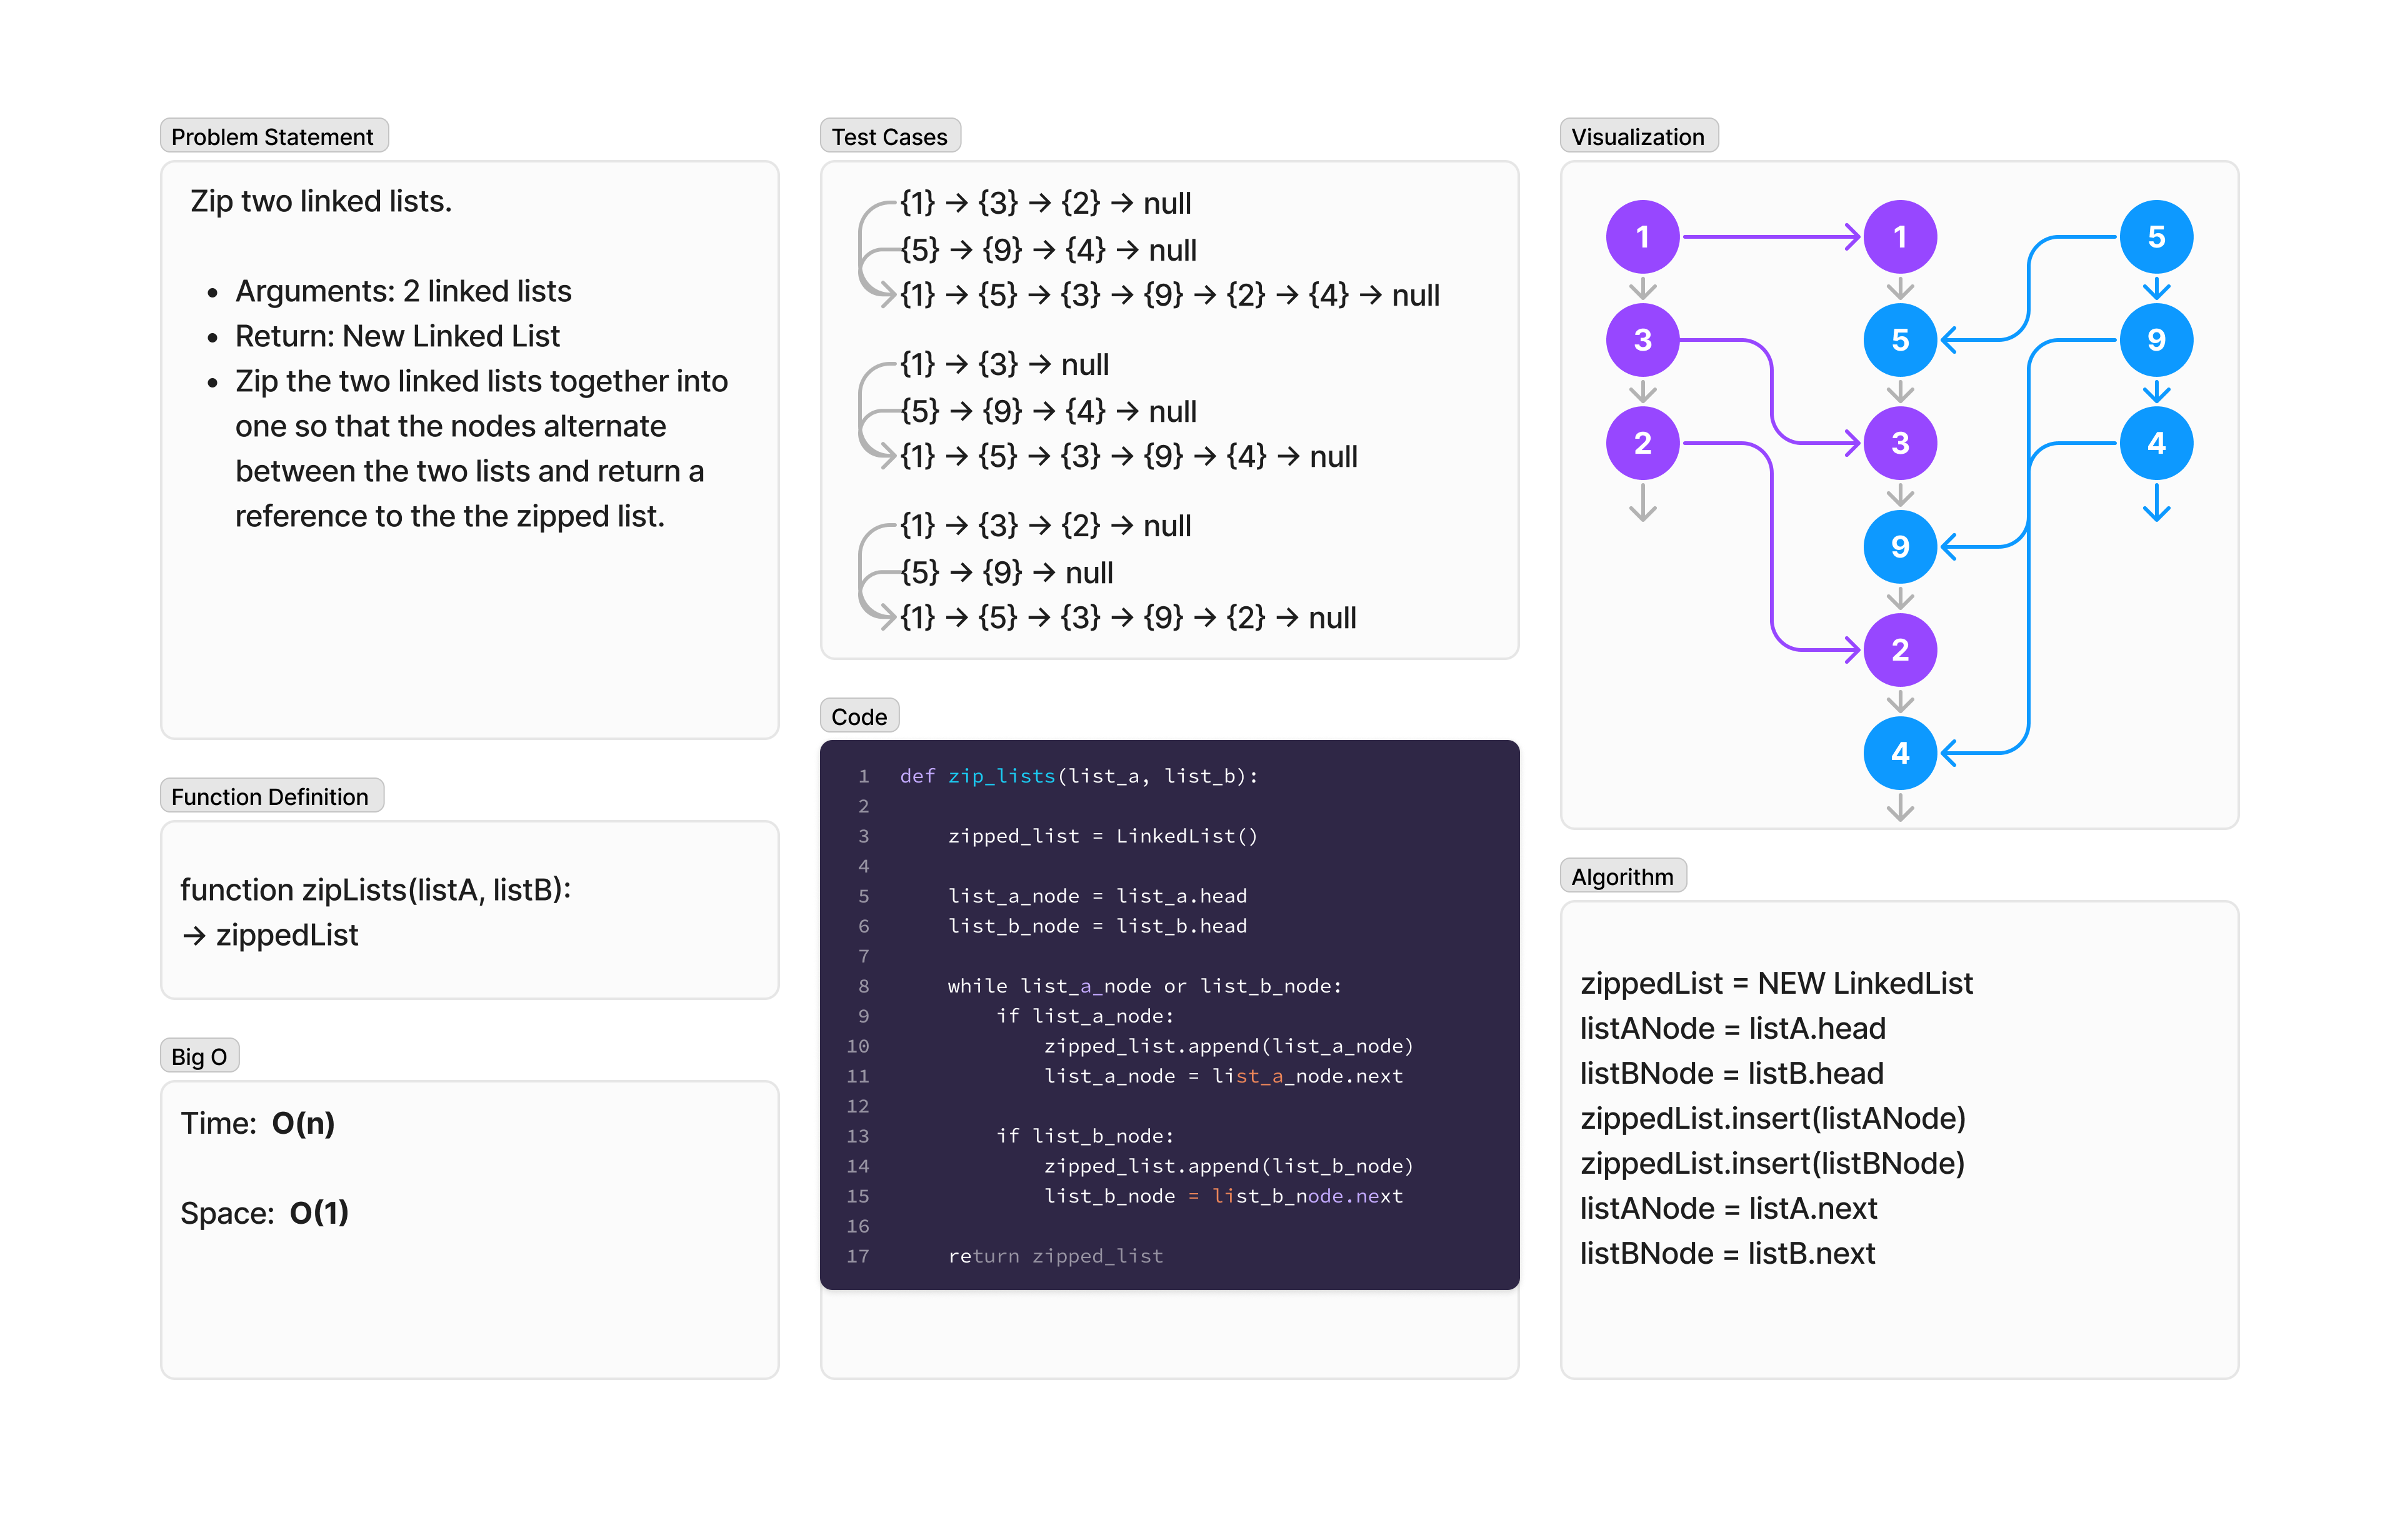 Problem Statement
Zip two linked lists.
• Arguments: 2 linked lists
• Return: New Linked List
• Zip the two linked lists together into
one so that the nodes alternate
between the two lists and return a
reference to the the zipped list.
Function Definition
function zipLists(listA, listB):
→ zippedList
Big O
Time: O(n)
Space: O(1)
Test Cases
{1} → {3} → {2} → null
{5} → {9} → {4} → null
{1} → {5} → {3} → {9} → {2} → {4} → null
{1} → {3} → null
{5} → {9} → {4} → null
{1} → {5} → {3} → {9} → {4} → null
{1} → {3} → {2} → null
{5} → {9} → null
{1} → {5} → {3} → {9} → {2} → null
Code
1 def zip_lists(list_a, list_b):
2
3     zipped_list = LinkedList()
4
5     list_a_node = list_a.head
6     list_b_node = list_b.head
7
8     while list_a_node or list_b_node:
9         if list_a_node:
10             zipped_list.append(list_a_node)
11             list_a_node = list_a_node.next
12
13         if list_b_node:
14             zipped_list.append(list_b_node)
15             list_b_node = list_b_node.next
16
17     return zipped_list
Visualization
1 1 5
3 5 9
2 3 4
9
2
4
Algorithm
zippedList = NEW LinkedList
listANode = listA.head
listBNode = listB.head
zippedList.insert(listANode)
zippedList.insert(listBNode)
listANode = listA.next
listBNode = listB.next